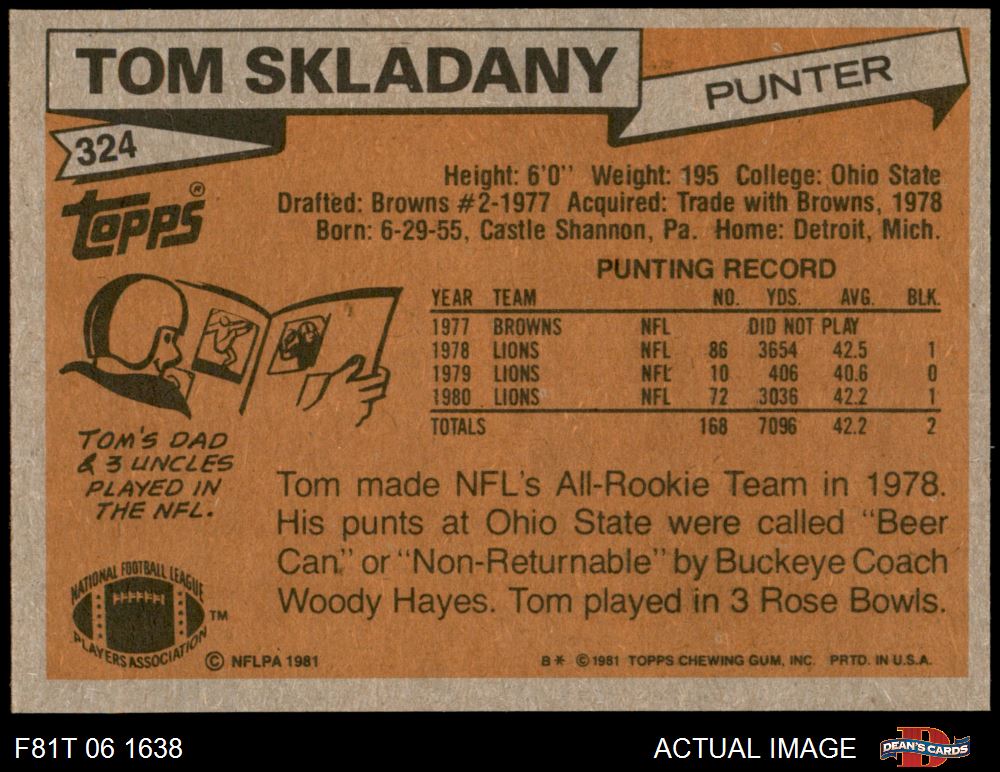 TOM SKLADANY
PUNTER
324
TOPPS®
Height: 6'0" Weight: 195 College: Ohio State
Drafted: Browns #2-1977 Acquired: Trade with Browns, 1978
Born: 6-29-55, Castle Shannon, Pa. Home: Detroit, Mich.
PUNTING RECORD
YEAR TEAM NO. YDS. AVG. BLK.
1977 BROWNS NFL DID NOT PLAY
1978 LIONS NFL 86 3654 42.5 1
1979 LIONS NFL 10 406 40.6 0
1980 LIONS NFL 72 3036 42.2 1
TOTALS 168 7096 42.2 2
TOM'S DAD
& 3 UNCLES
PLAYED IN
THE NFL.
Tom made NFL's All-Rookie Team in 1978.
His punts at Ohio State were called "Beer
Can." or "Non-Returnable" by Buckeye Coach
Woody Hayes. Tom played in 3 Rose Bowls.
NATIONAL FOOTBALL LEAGUE
PLAYERS ASSOCIATION
TM
© NFLPA 1981
B* © 1981 TOPPS CHEWING GUM, INC. PRTD. IN U.S.A.
F81T 06 1638
ACTUAL IMAGE
D
DEAN'S CARDS